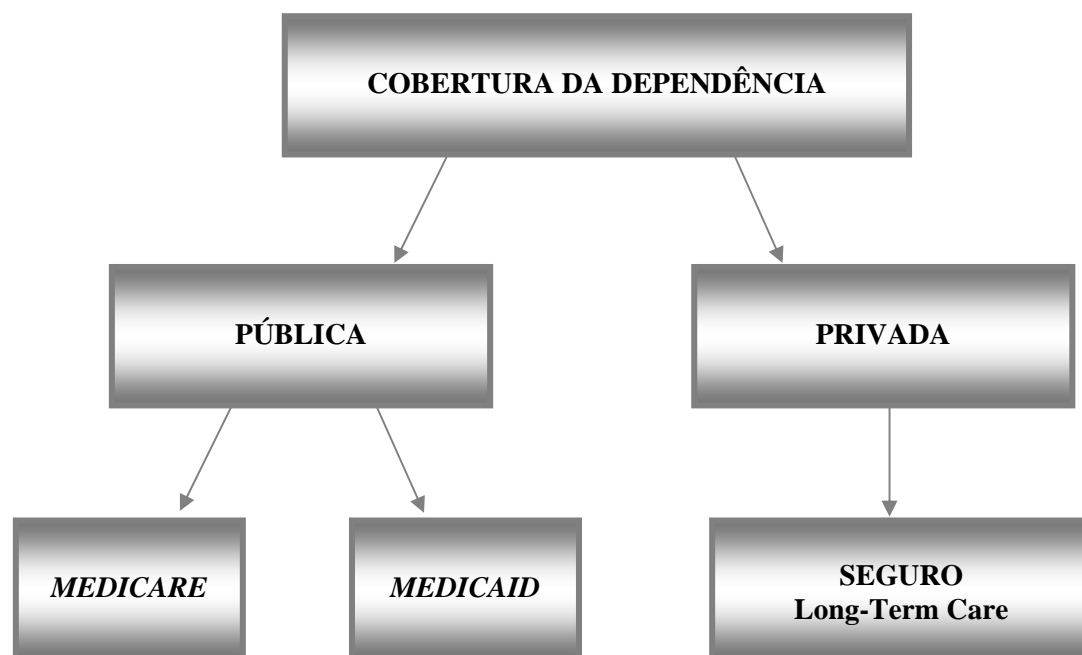 COBERTURA DA DEPENDÊNCIA
PÚBLICA
PRIVADA
MEDICARE
MEDICAID
SEGURO
Long-Term Care